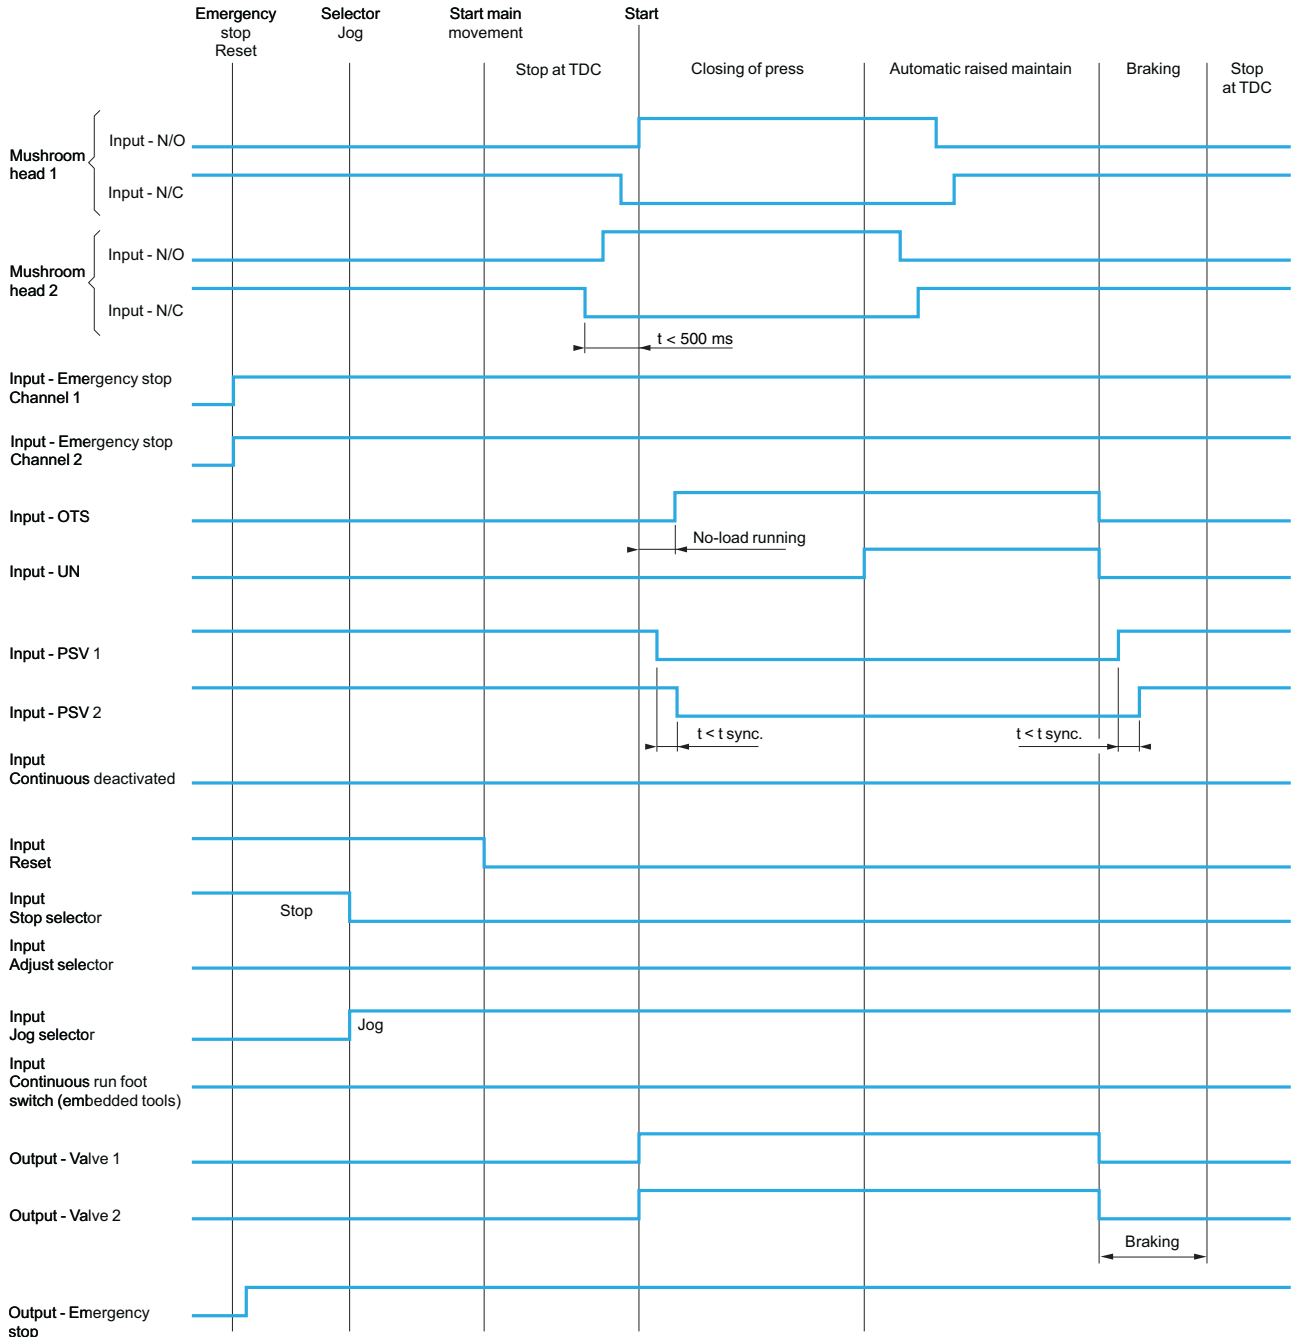 Emergency
stop
Reset
Selector
Jog
Start main
movement
Start
Stop at TDC
Closing of press
Automatic raised maintain
Braking
Stop
at TDC
Mushroom
head 1
Input - N/O
Input - N/C
Mushroom
head 2
Input - N/O
Input - N/C
t < 500 ms
Input - Emergency stop
Channel 1
Input - Emergency stop
Channel 2
Input - OTS
No-load running
Input - UN
Input - PSV 1
Input - PSV 2
t < t sync.
t < t sync.
Input
Continuous deactivated
Input
Reset
Input
Stop selector
Stop
Input
Adjust selector
Input
Jog selector
Jog
Input
Continuous run foot
switch (embedded tools)
Output - Valve 1
Output - Valve 2
Braking
Output - Emergency
stop